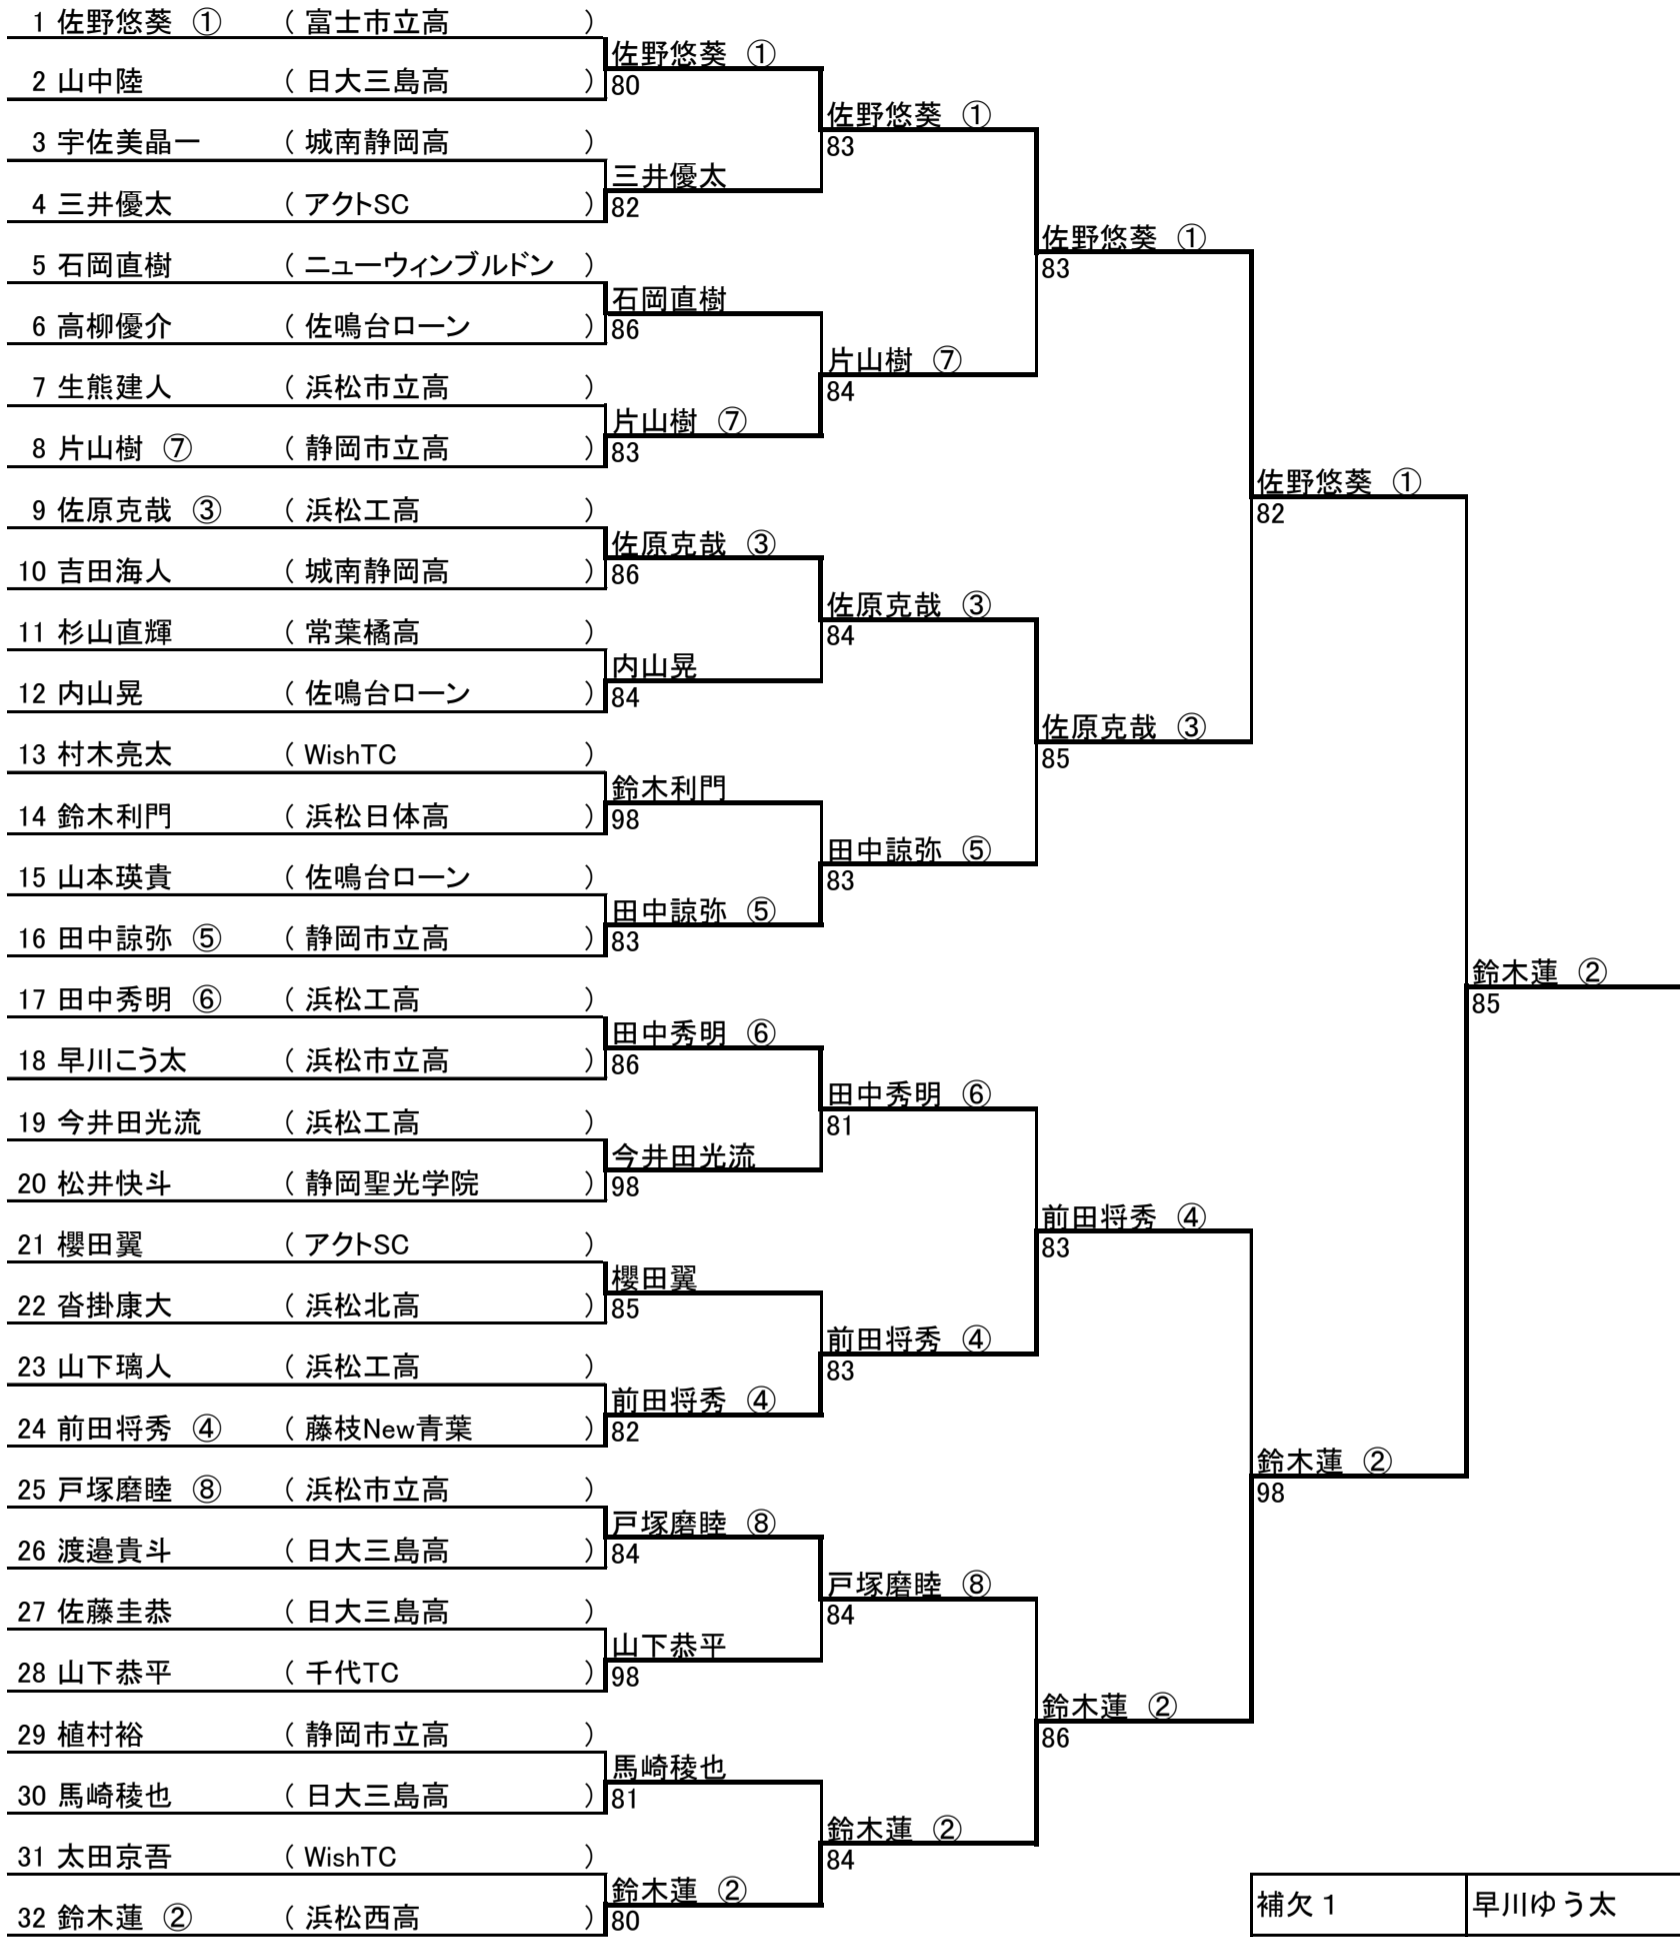 1 佐野悠葵 ① ( 富士市立高 )
2 山中陸 ( 日大三島高 )
3 宇佐美晶一 ( 城南静岡高 )
4 三井優太 ( アクトSC )
5 石岡直樹 ( ニューウィンブルドン )
6 高柳優介 ( 佐鳴台ローン )
7 生熊建人 ( 浜松市立高 )
8 片山樹 ⑦ ( 静岡市立高 )
9 佐原克哉 ③ ( 浜松工高 )
10 吉田海人 ( 城南静岡高 )
11 杉山直輝 ( 常葉橘高 )
12 内山晃 ( 佐鳴台ローン )
13 村木亮太 ( WishTC )
14 鈴木利門 ( 浜松日体高 )
15 山本瑛貴 ( 佐鳴台ローン )
16 田中諒弥 ⑤ ( 静岡市立高 )
17 田中秀明 ⑥ ( 浜松工高 )
18 早川こう太 ( 浜松市立高 )
19 今井田光流 ( 浜松工高 )
20 松井快斗 ( 静岡聖光学院 )
21 櫻田翼 ( アクトSC )
22 沓掛康大 ( 浜松北高 )
23 山下璃人 ( 浜松工高 )
24 前田将秀 ④ ( 藤枝New青葉 )
25 戸塚磨睦 ⑧ ( 浜松市立高 )
26 渡邉貴斗 ( 日大三島高 )
27 佐藤圭恭 ( 日大三島高 )
28 山下恭平 ( 千代TC )
29 植村裕 ( 静岡市立高 )
30 馬崎稜也 ( 日大三島高 )
31 太田京吾 ( WishTC )
32 鈴木蓮 ② ( 浜松西高 )
佐野悠葵 ①
80
三井優太
82
石岡直樹
86
片山樹 ⑦
83
佐原克哉 ③
86
内山晃
84
鈴木利門
98
田中諒弥 ⑤
83
田中秀明 ⑥
86
今井田光流
98
櫻田翼
85
前田将秀 ④
82
戸塚磨睦 ⑧
84
山下恭平
98
馬崎稜也
81
鈴木蓮 ②
80
佐野悠葵 ①
83
片山樹 ⑦
84
佐原克哉 ③
84
田中諒弥 ⑤
83
田中秀明 ⑥
81
前田将秀 ④
83
戸塚磨睦 ⑧
84
鈴木蓮 ②
84
佐野悠葵 ①
83
佐原克哉 ③
85
前田将秀 ④
83
鈴木蓮 ②
86
佐野悠葵 ①
82
鈴木蓮 ②
98
鈴木蓮 ②
85
補欠１ 早川ゆう太